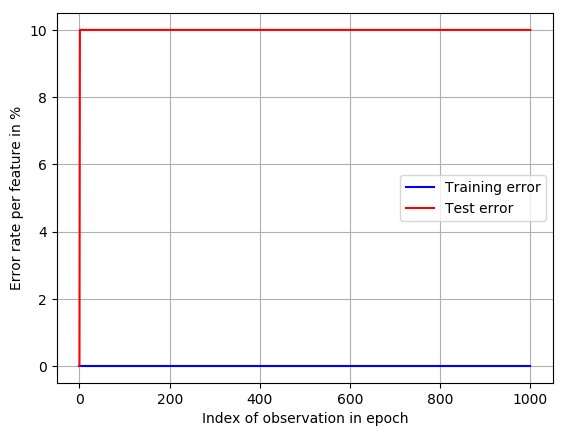 10
8
6
4
2
0
Error rate per feature in %
Training error
Test error
0 200 400 600 800 1000
Index of observation in epoch